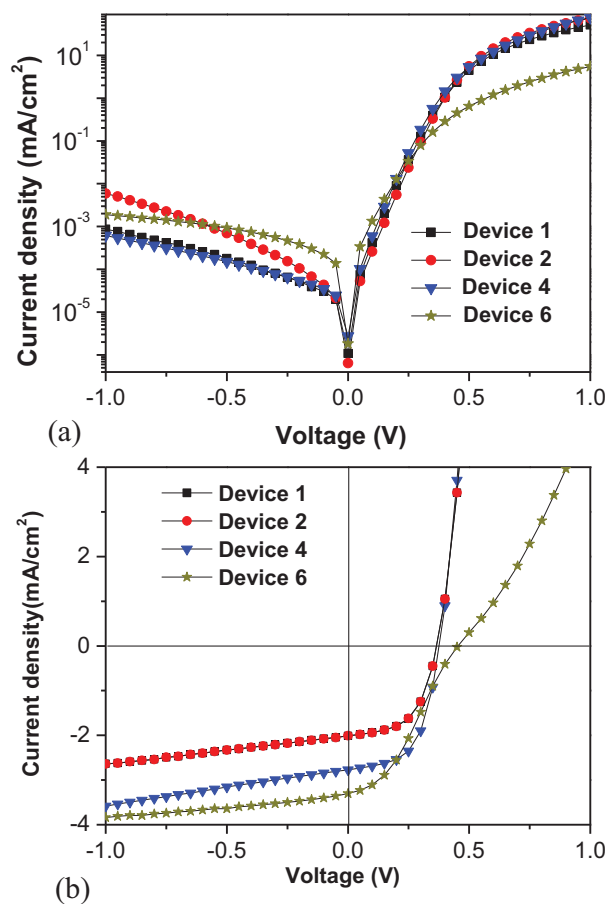 Current density (mA/cm²)
10¹
10⁻¹
10⁻³
10⁻⁵
Device 1
Device 2
Device 4
Device 6
-1.0 -0.5 0.0 0.5 1.0
Voltage (V)
(a)
Current density(mA/cm²)
4
2
0
-2
-4
Device 1
Device 2
Device 4
Device 6
-1.0 -0.5 0.0 0.5 1.0
Voltage (V)
(b)